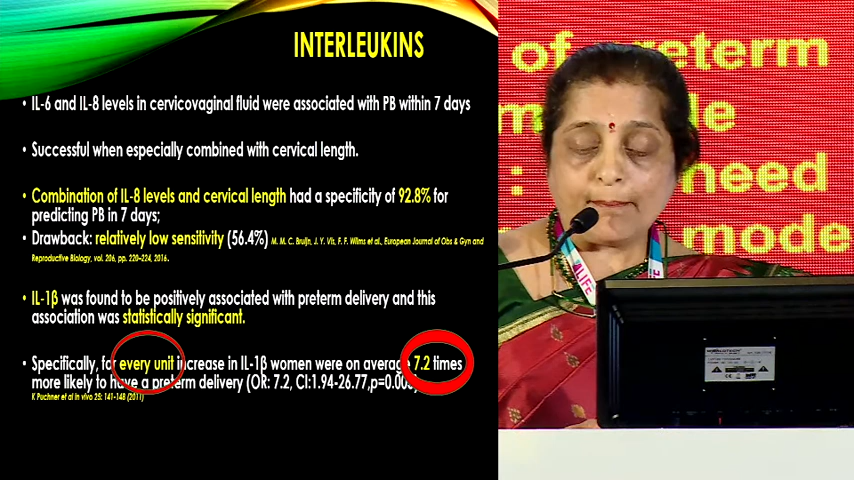 INTERLEUKINS
• IL-6 and IL-8 levels in cervicovaginal fluid were associated with PB within 7 days
• Successful when especially combined with cervical length.
• Combination of IL-8 levels and cervical length had a specificity of 92.8% for
predicting PB in 7 days;
• Drawback: relatively low sensitivity (56.4%) M. M. C. Bruijn, J. Y. Vis, F. F. Wilms et al., European Journal of Obs & Gyn and
Reproductive Biology, vol. 206, pp. 220–224, 2016.
• IL-1β was found to be positively associated with preterm delivery and this
association was statistically significant.
• Specifically, for every unit increase in IL-1β women were on average 7.2 times
more likely to have a preterm delivery (OR: 7.2, CI:1.94-26.77,p=0.003)
K Puchner et al in vivo 25: 141-148 (2011)
of preterm
need
mode
ALIFE